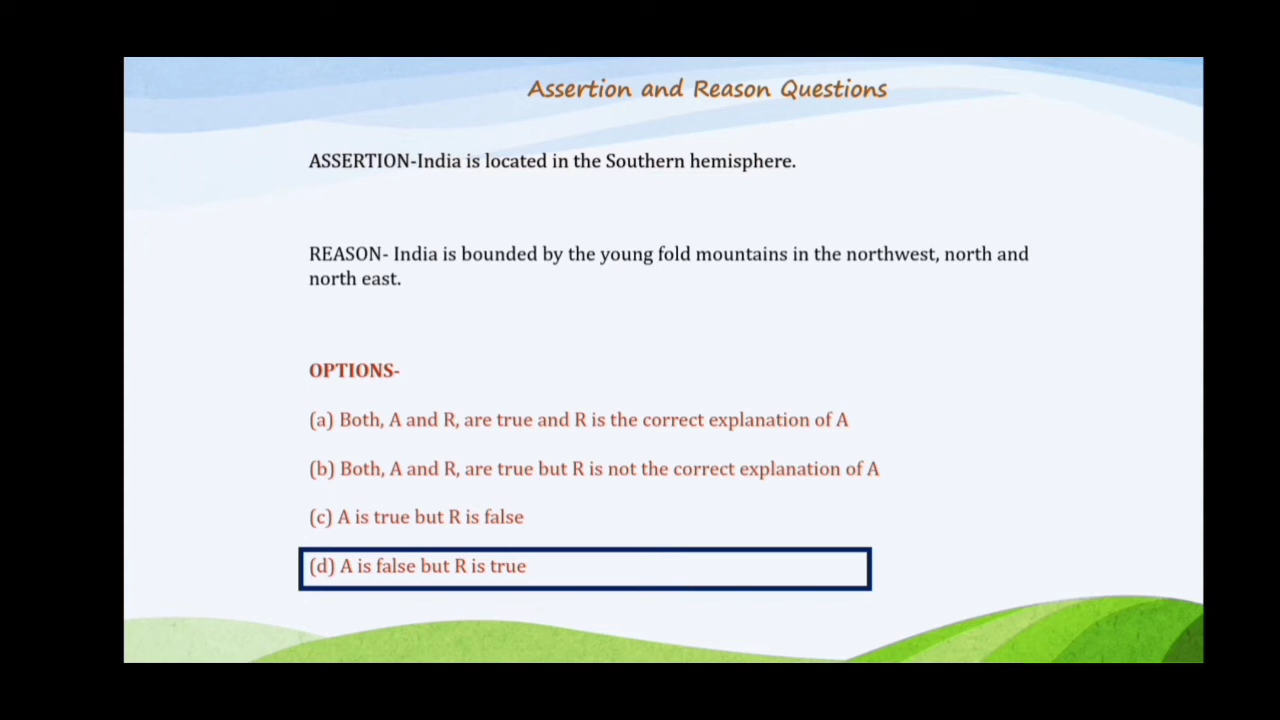 Assertion and Reason Questions
ASSERTION-India is located in the Southern hemisphere.
REASON- India is bounded by the young fold mountains in the northwest, north and
north east.
OPTIONS-
(a) Both, A and R, are true and R is the correct explanation of A
(b) Both, A and R, are true but R is not the correct explanation of A
(c) A is true but R is false
(d) A is false but R is true